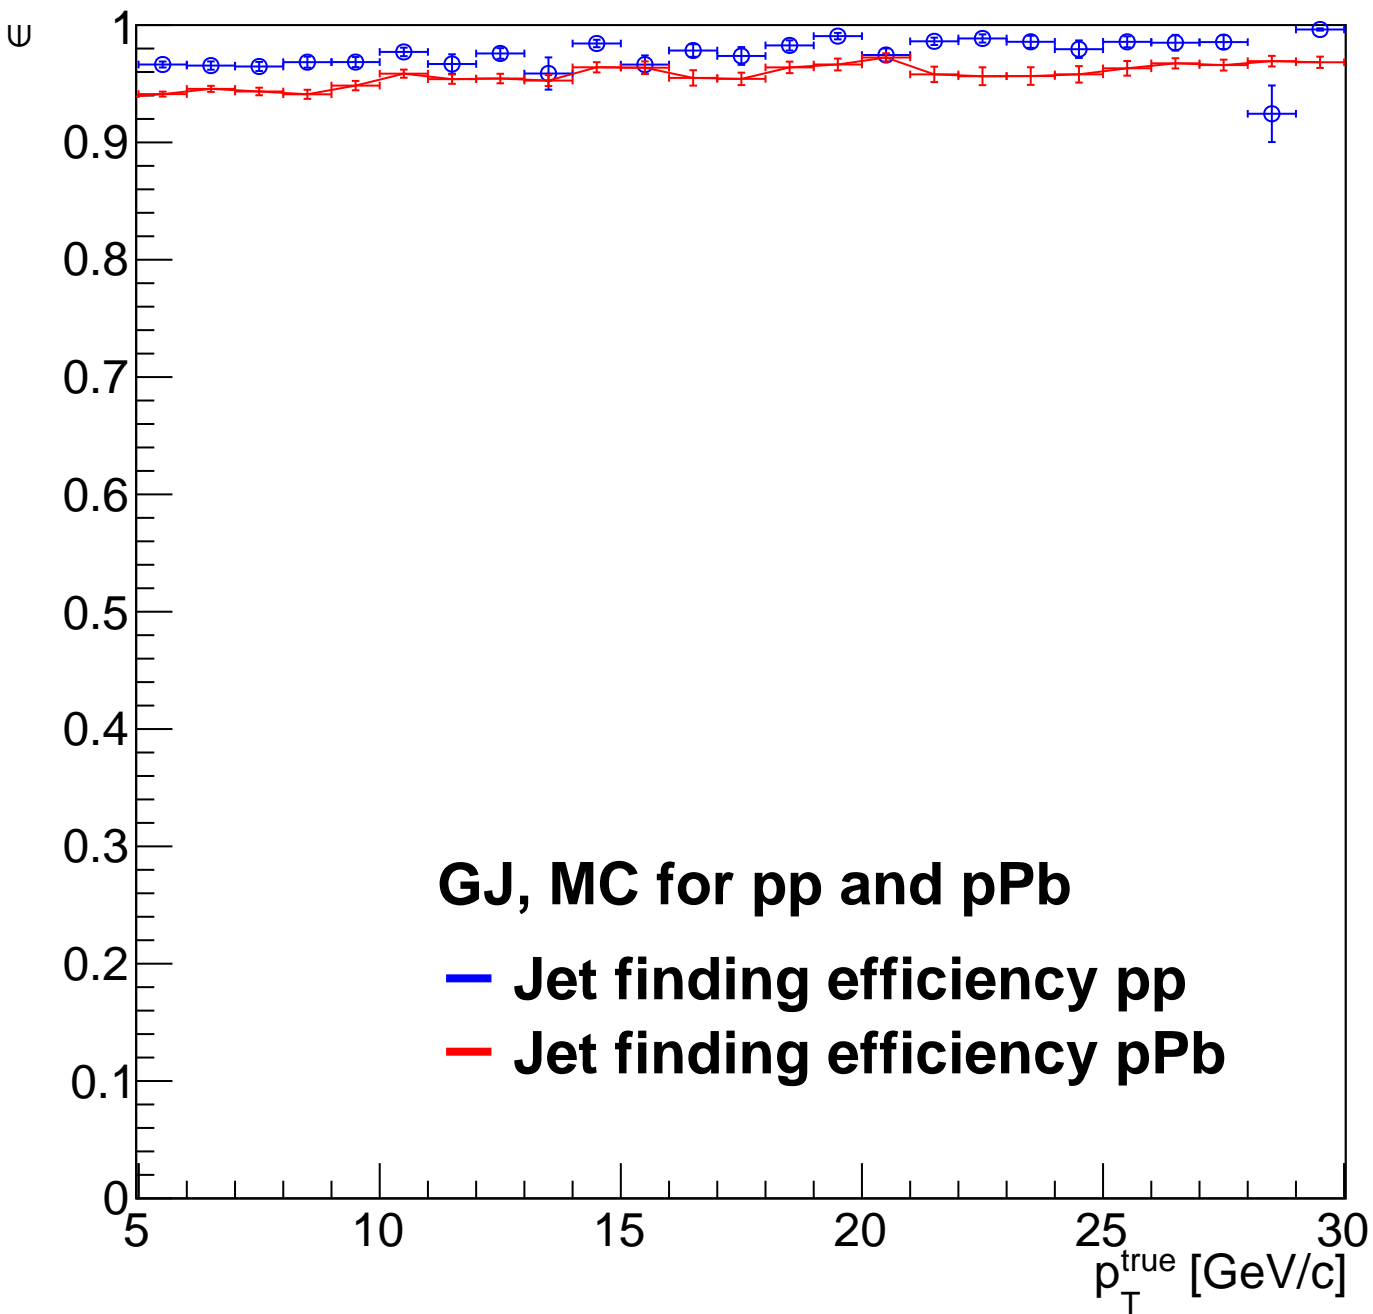 ∈
1
0.9
0.8
0.7
0.6
0.5
0.4
0.3
0.2
0.1
0
GJ, MC for pp and pPb
Jet finding efficiency pp
Jet finding efficiency pPb
5 10 15 20 25 30
p_T^true [GeV/c]